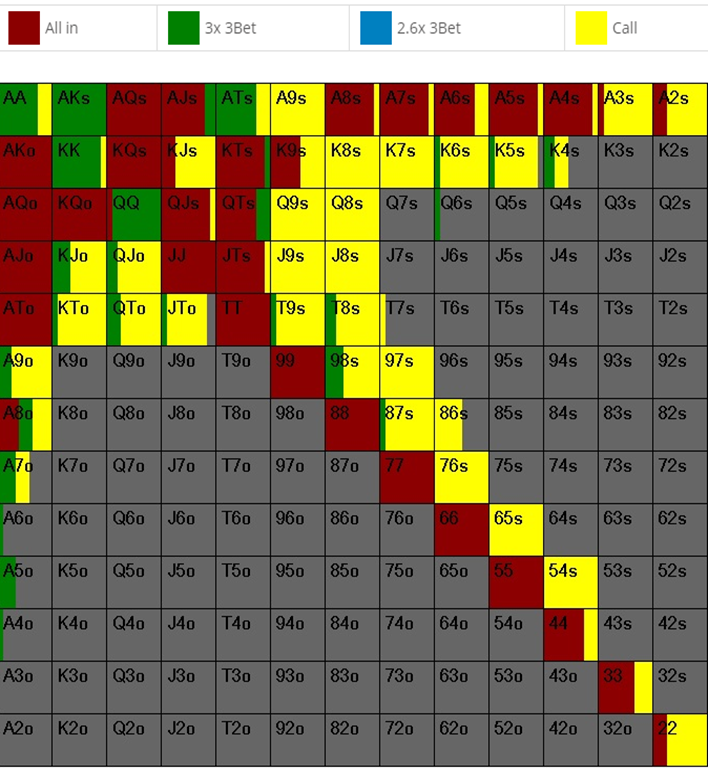 All in 3x 3Bet 2.6x 3Bet Call
AA AKs AQs AJs ATs A9s A8s A7s A6s A5s A4s A3s A2s
AKo KK KQs KJs KTs K9s K8s K7s K6s K5s K4s K3s K2s
AQo KQo QQ QJs QTs Q9s Q8s Q7s Q6s Q5s Q4s Q3s Q2s
AJo KJo QJo JJ JTs J9s J8s J7s J6s J5s J4s J3s J2s
ATo KTo QTo JTo TT T9s T8s T7s T6s T5s T4s T3s T2s
A9o K9o Q9o J9o T9o 99 98s 97s 96s 95s 94s 93s 92s
A8o K8o Q8o J8o T8o 98o 88 87s 86s 85s 84s 83s 82s
A7o K7o Q7o J7o T7o 97o 87o 77 76s 75s 74s 73s 72s
A6o K6o Q6o J6o T6o 96o 86o 76o 66 65s 64s 63s 62s
A5o K5o Q5o J5o T5o 95o 85o 75o 65o 55 54s 53s 52s
A4o K4o Q4o J4o T4o 94o 84o 74o 64o 54o 44 43s 42s
A3o K3o Q3o J3o T3o 93o 83o 73o 63o 53o 43o 33 32s
A2o K2o Q2o J2o T2o 92o 82o 72o 62o 52o 42o 32o 22